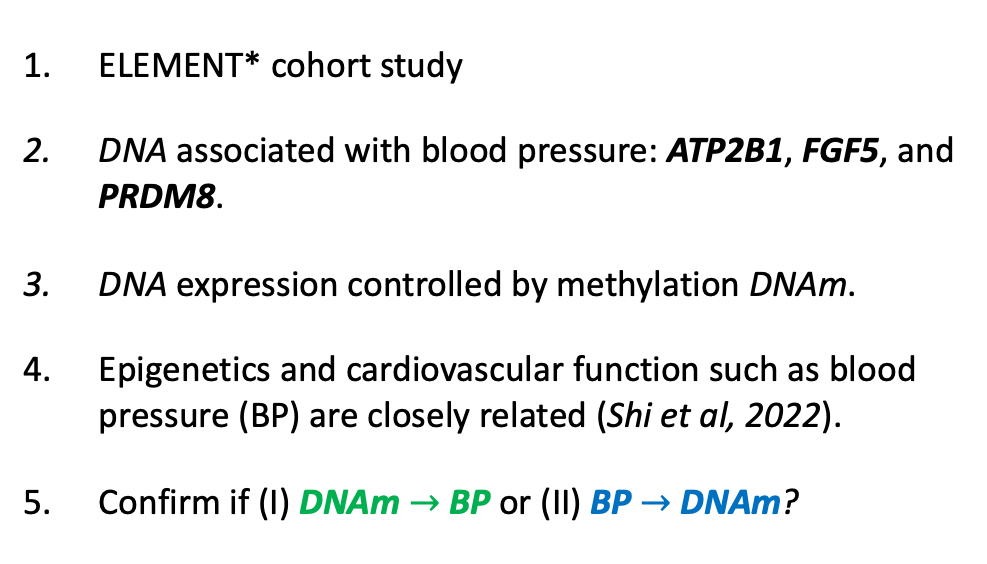 1. ELEMENT* cohort study
2. DNA associated with blood pressure: ATP2B1, FGF5, and
PRDM8.
3. DNA expression controlled by methylation DNAm.
4. Epigenetics and cardiovascular function such as blood
pressure (BP) are closely related (Shi et al, 2022).
5. Confirm if (I) DNAm → BP or (II) BP → DNAm?